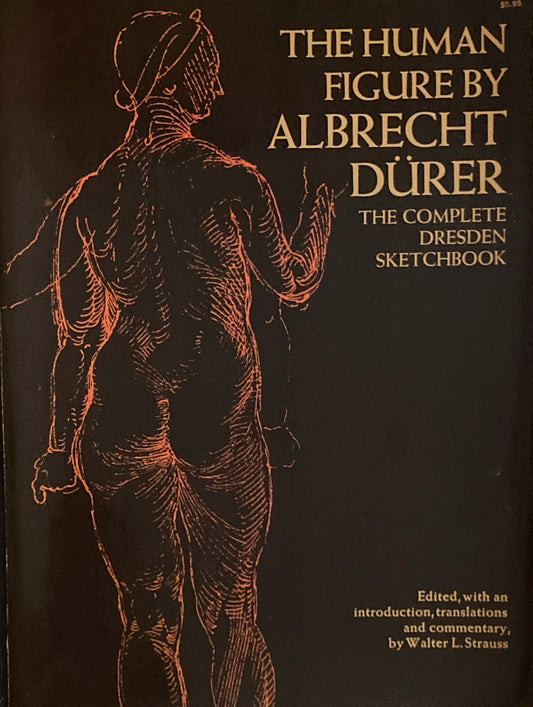 $5.95
THE HUMAN
FIGURE BY
ALBRECHT
DÜRER
THE COMPLETE
DRESDEN
SKETCHBOOK
Edited, with an
introduction, translations
and commentary,
by Walter L. Strauss